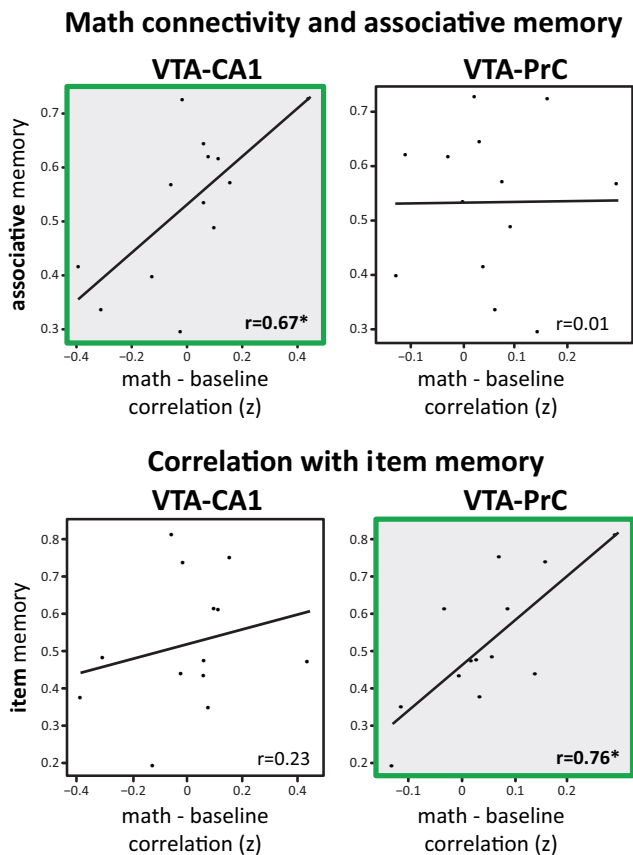 Math connectivity and associative memory
VTA-CA1
VTA-PrC
associative memory
0.7
0.6
0.5
0.4
0.3
r=0.67*
−0.4
−0.2
0
0.2
0.4
math - baseline
correlation (z)
0.7
0.6
0.5
0.4
0.3
r=0.01
−0.1
0
0.1
0.2
math - baseline
correlation (z)
Correlation with item memory
VTA-CA1
VTA-PrC
item memory
0.8
0.7
0.6
0.5
0.4
0.3
0.2
r=0.23
−0.4
−0.2
0
0.2
0.4
math - baseline
correlation (z)
0.8
0.7
0.6
0.5
0.4
0.3
0.2
r=0.76*
−0.1
0
0.1
0.2
math - baseline
correlation (z)